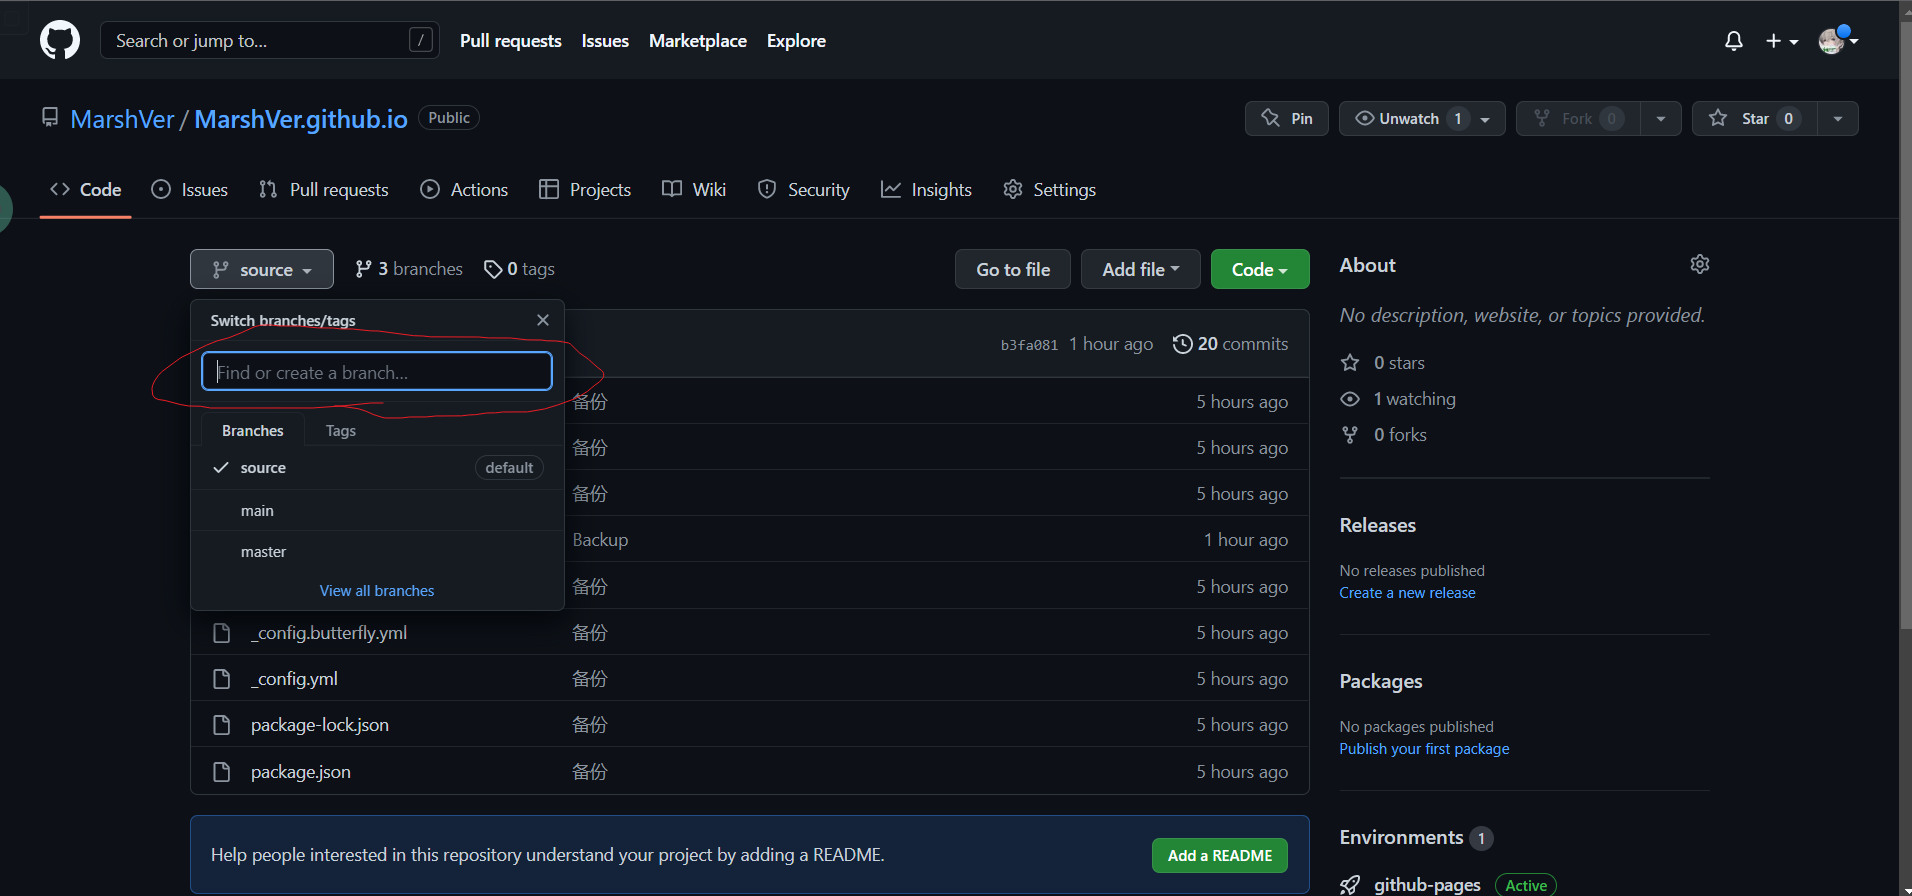 Search or jump to... /
Pull requests Issues Marketplace Explore
MarshVer / MarshVer.github.io Public
Pin Unwatch 1 Fork 0 Star 0
Code Issues Pull requests Actions Projects Wiki Security Insights Settings
source 3 branches 0 tags Go to file Add file Code
Switch branches/tags
Find or create a branch...
Branches Tags
source default
main
master
View all branches
b3fa081 1 hour ago 20 commits
备份 5 hours ago
备份 5 hours ago
备份 5 hours ago
Backup 1 hour ago
备份 5 hours ago
_config.butterfly.yml 备份 5 hours ago
_config.yml 备份 5 hours ago
package-lock.json 备份 5 hours ago
package.json 备份 5 hours ago
Help people interested in this repository understand your project by adding a README. Add a README
About
No description, website, or topics provided.
0 stars
1 watching
0 forks
Releases
No releases published
Create a new release
Packages
No packages published
Publish your first package
Environments 1
github-pages Active